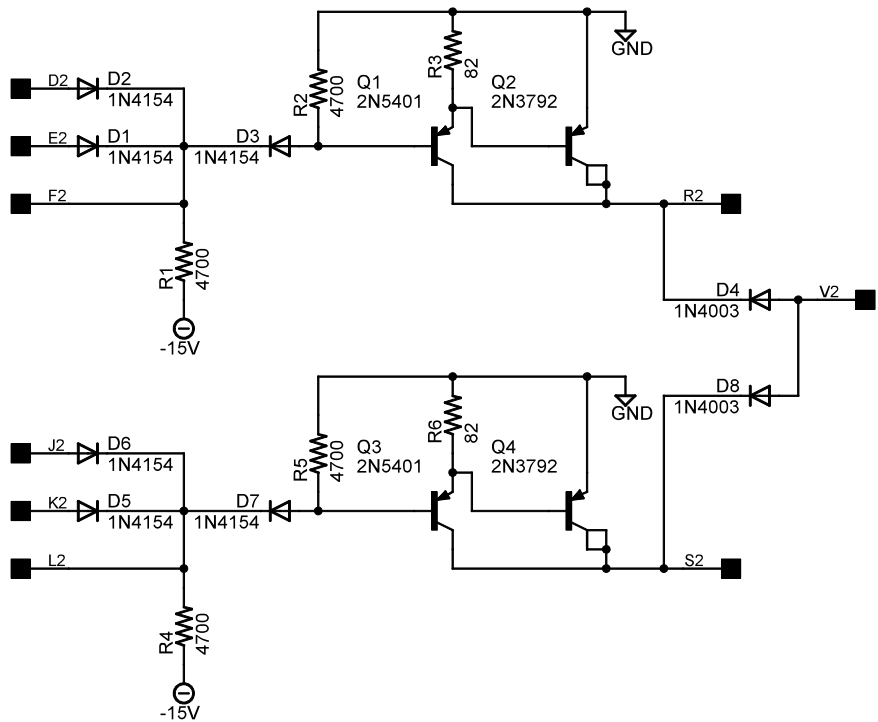 D2
D2
1N4154
E2
D1
1N4154
D3
1N4154
F2
R1
4700
-15V
R2
4700
Q1
2N5401
R3
82
Q2
2N3792
GND
R2
D4
1N4003
V2
D8
1N4003
J2
D6
1N4154
K2
D5
1N4154
D7
1N4154
L2
R4
4700
-15V
R5
4700
Q3
2N5401
R6
82
Q4
2N3792
GND
S2